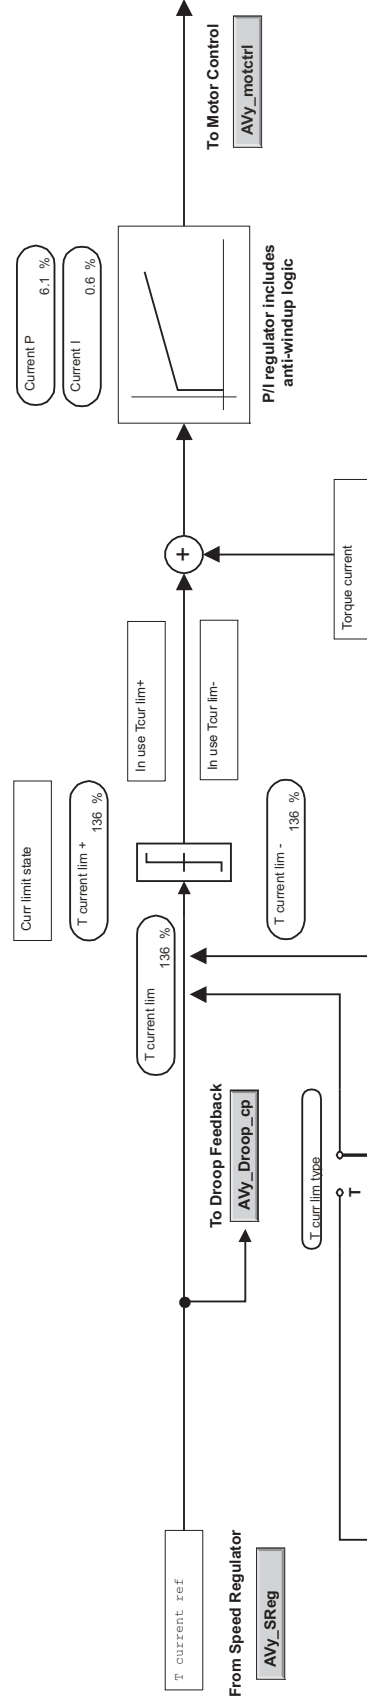 T current ref
From Speed Regulator
AVy_SReg
To Droop Feedback
AVy_Droop_cp
T curr lim type
T
T current lim
136 %
Curr limit state
T current lim +
136 %
T current lim -
136 %
In use Tcur lim+
In use Tcur lim-
+
Torque current
Current P
6.1 %
Current I
0.6 %
P/I regulator includes
anti-windup logic
To Motor Control
AVy_motctrl